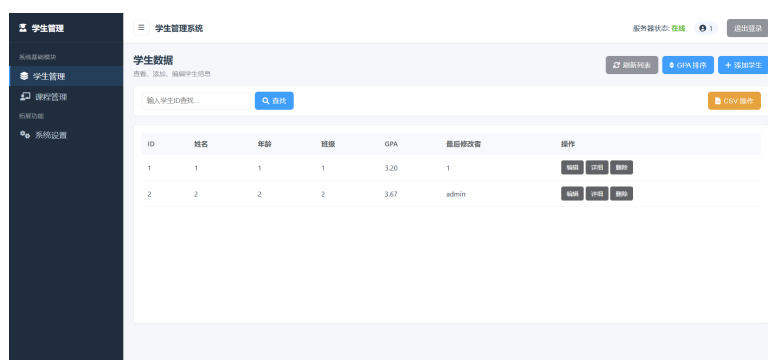 学生管理
学生管理系统
服务器状态: 在线
1
退出登录
系统基础模块
学生管理
课程管理
拓展功能
系统设置
学生数据
查看、添加、编辑学生信息
刷新列表
GPA排序
+ 添加学生
输入学生ID查找...
查找
CSV 操作
ID 姓名 年龄 班级 GPA 最后修改者 操作
1 1 1 1 3.20 1 编辑 详细 删除
2 2 2 2 3.67 admin 编辑 详细 删除